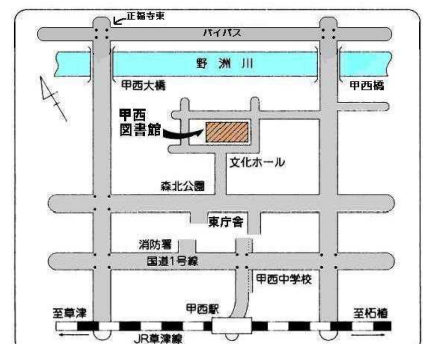 正福寺東
バイパス
野洲川
甲西大橋
甲西橋
甲西
図書館
文化ホール
森北公園
東庁舎
消防署
国道1号線
甲西中学校
甲西駅
至草津
至柘植
JR草津線